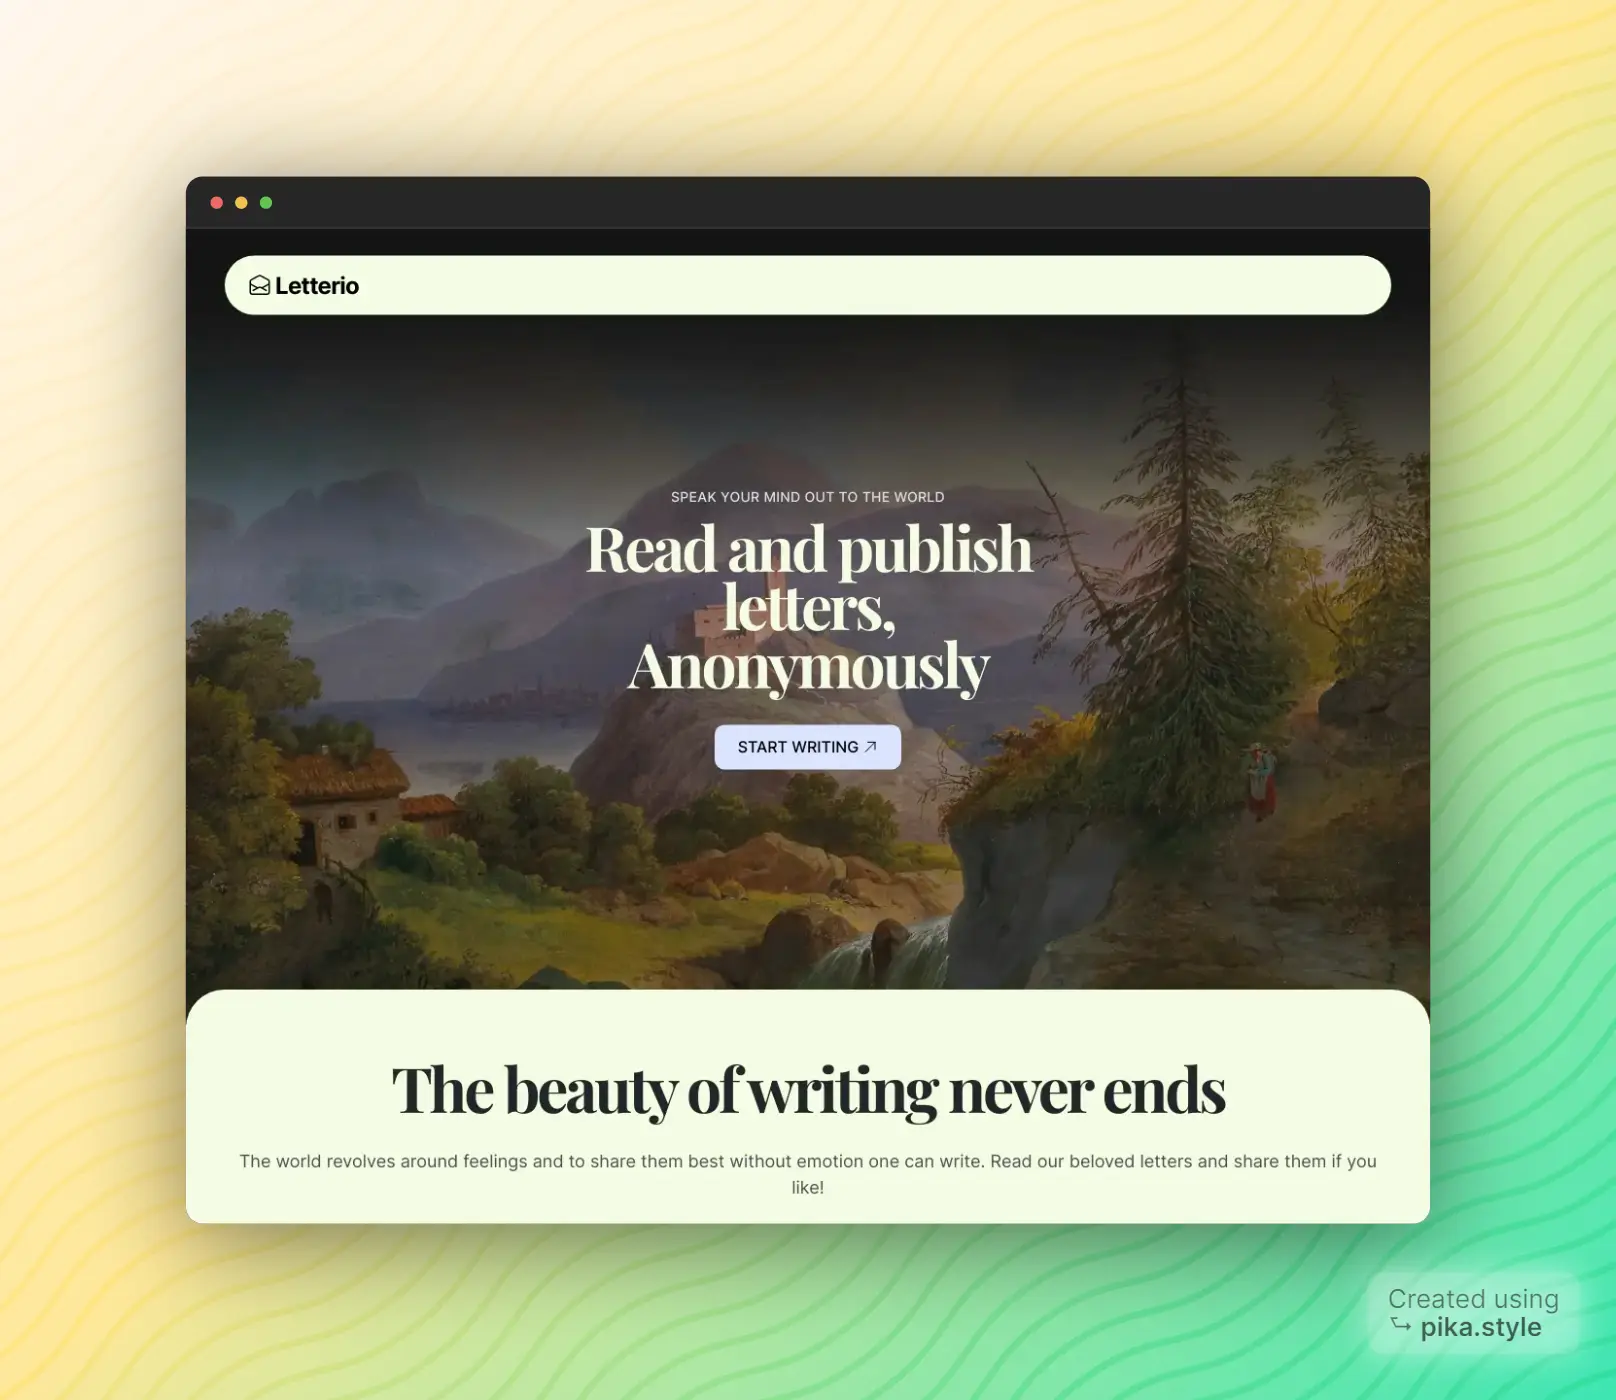 Letterio
SPEAK YOUR MIND OUT TO THE WORLD
Read and publish
letters,
Anonymously
START WRITING
The beauty of writing never ends
The world revolves around feelings and to share them best without emotion one can write. Read our beloved letters and share them if you
like!
Created using
pika.style